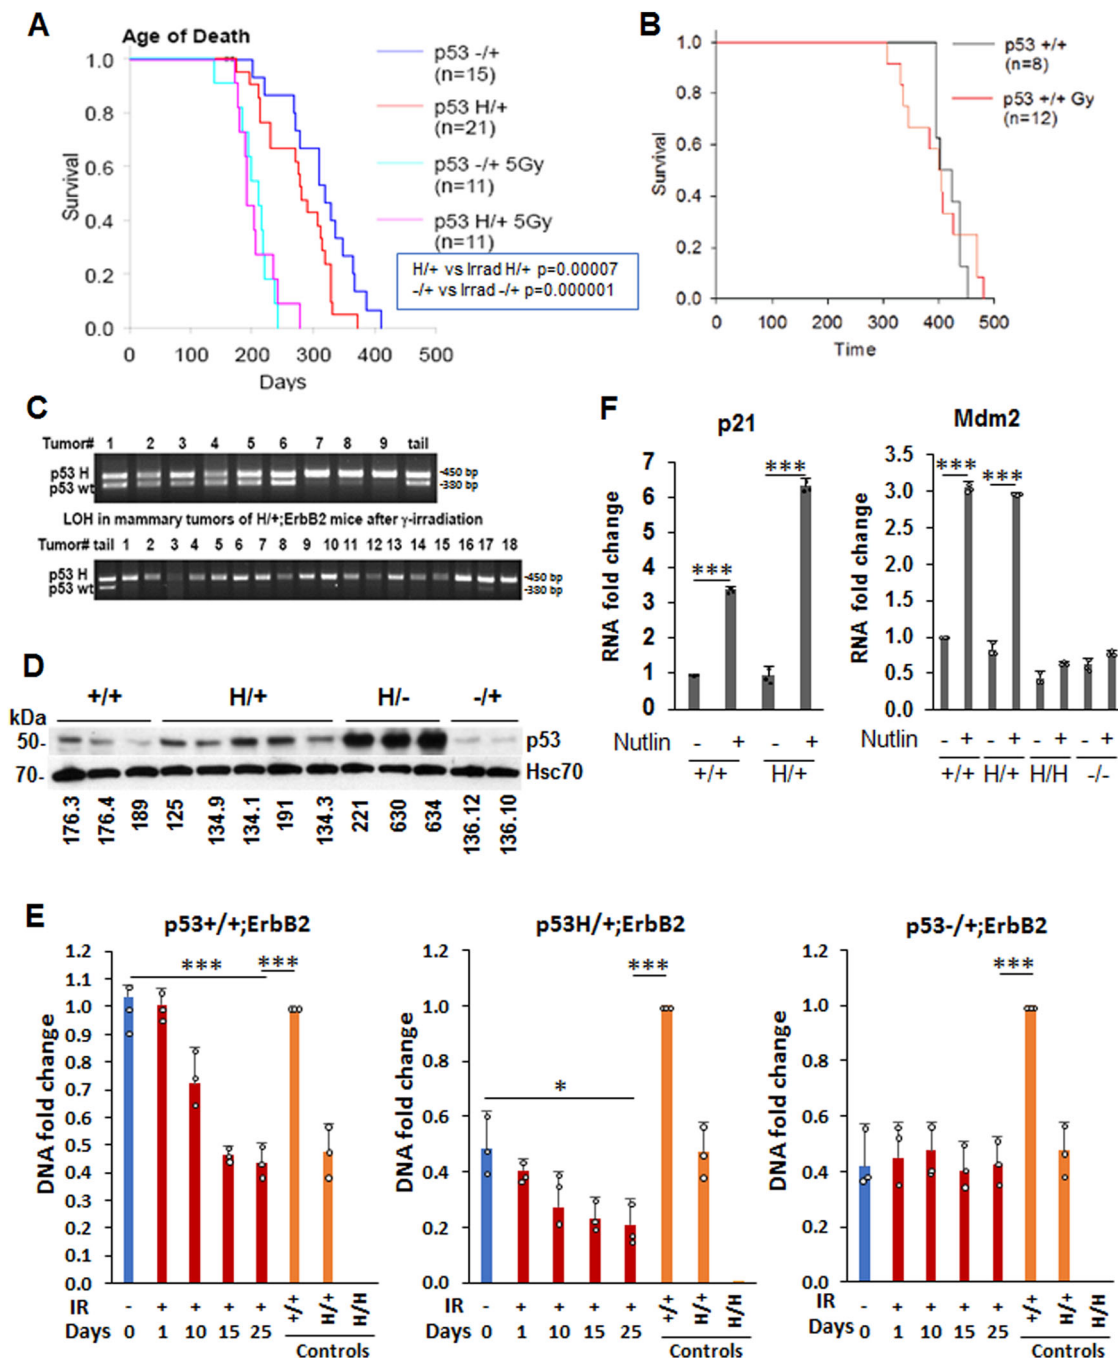 A
Age of Death
1.0
0.8
0.6
0.4
0.2
0.0
Survival
0 100 200 300 400 500
Days
p53 -/+
(n=15)
p53 H/+
(n=21)
p53 -/+ 5Gy
(n=11)
p53 H/+ 5Gy
(n=11)
H/+ vs Irrad H/+ p=0.00007
-/+ vs Irrad -/+ p=0.000001
B
1.0
0.8
0.6
0.4
0.2
0.0
Survival
0 100 200 300 400 500
Time
p53 +/+
(n=8)
p53 +/+ Gy
(n=12)
C
Tumor# 1 2 3 4 5 6 7 8 9 tail
p53 H -450 bp
p53 wt -330 bp
LOH in mammary tumors of H/+;ErbB2 mice after γ-irradiation
Tumor# tail 1 2 3 4 5 6 7 8 9 10 11 12 13 14 15 16 17 18
p53 H -450 bp
p53 wt -330 bp
D
+/+ H/+ H/- -/+
kDa
50- p53
70- Hsc70
176.3 176.4 189 125 134.9 134.1 191 134.3 221 630 634 136.12 136.10
F
p21
7
6
5
4
3
2
1
0
RNA fold change
*** ***
Nutlin - + - +
+/+ H/+
Mdm2
3.5
3.0
2.5
2.0
1.5
1.0
0.5
0.0
RNA fold change
*** ***
Nutlin - + - + - + - +
+/+ H/+ H/H -/-
E
p53+/+;ErbB2
1.2
1.1
1.0
0.9
0.8
0.7
0.6
0.5
0.4
0.3
0.2
0.1
0.0
DNA fold change
*** ***
IR - + + + + +/+ H/+ H/H
Days 0 1 10 15 25 Controls
p53H/+;ErbB2
1.2
1.0
0.8
0.6
0.4
0.2
0.0
DNA fold change
* ***
- + + + + +/+ H/+ H/H
0 1 10 15 25 Controls
p53-/+;ErbB2
1.2
1.0
0.8
0.6
0.4
0.2
0.0
DNA fold change
***
IR - + + + + +/+ H/+ H/H
Days 0 1 10 15 25 Controls